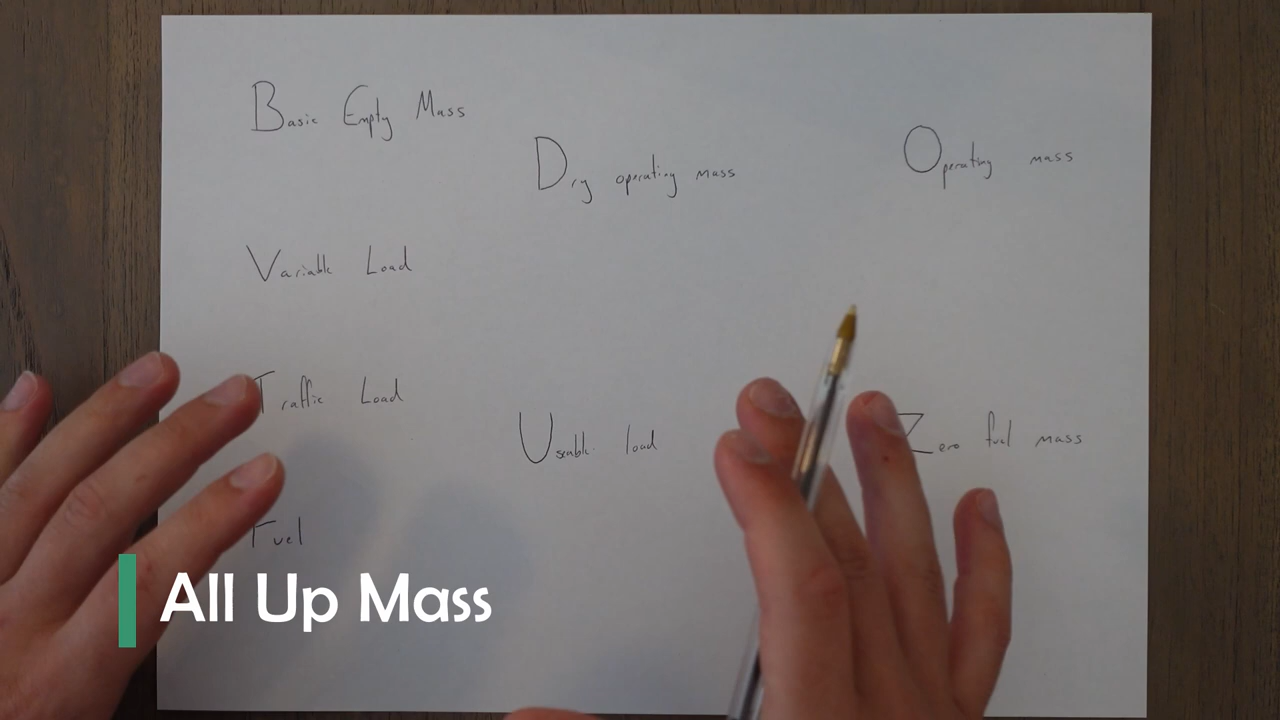 Basic Empty Mass
Dry operating mass
Operating mass
Variable Load
Traffic Load
Useable load
Zero fuel mass
Fuel
All Up Mass